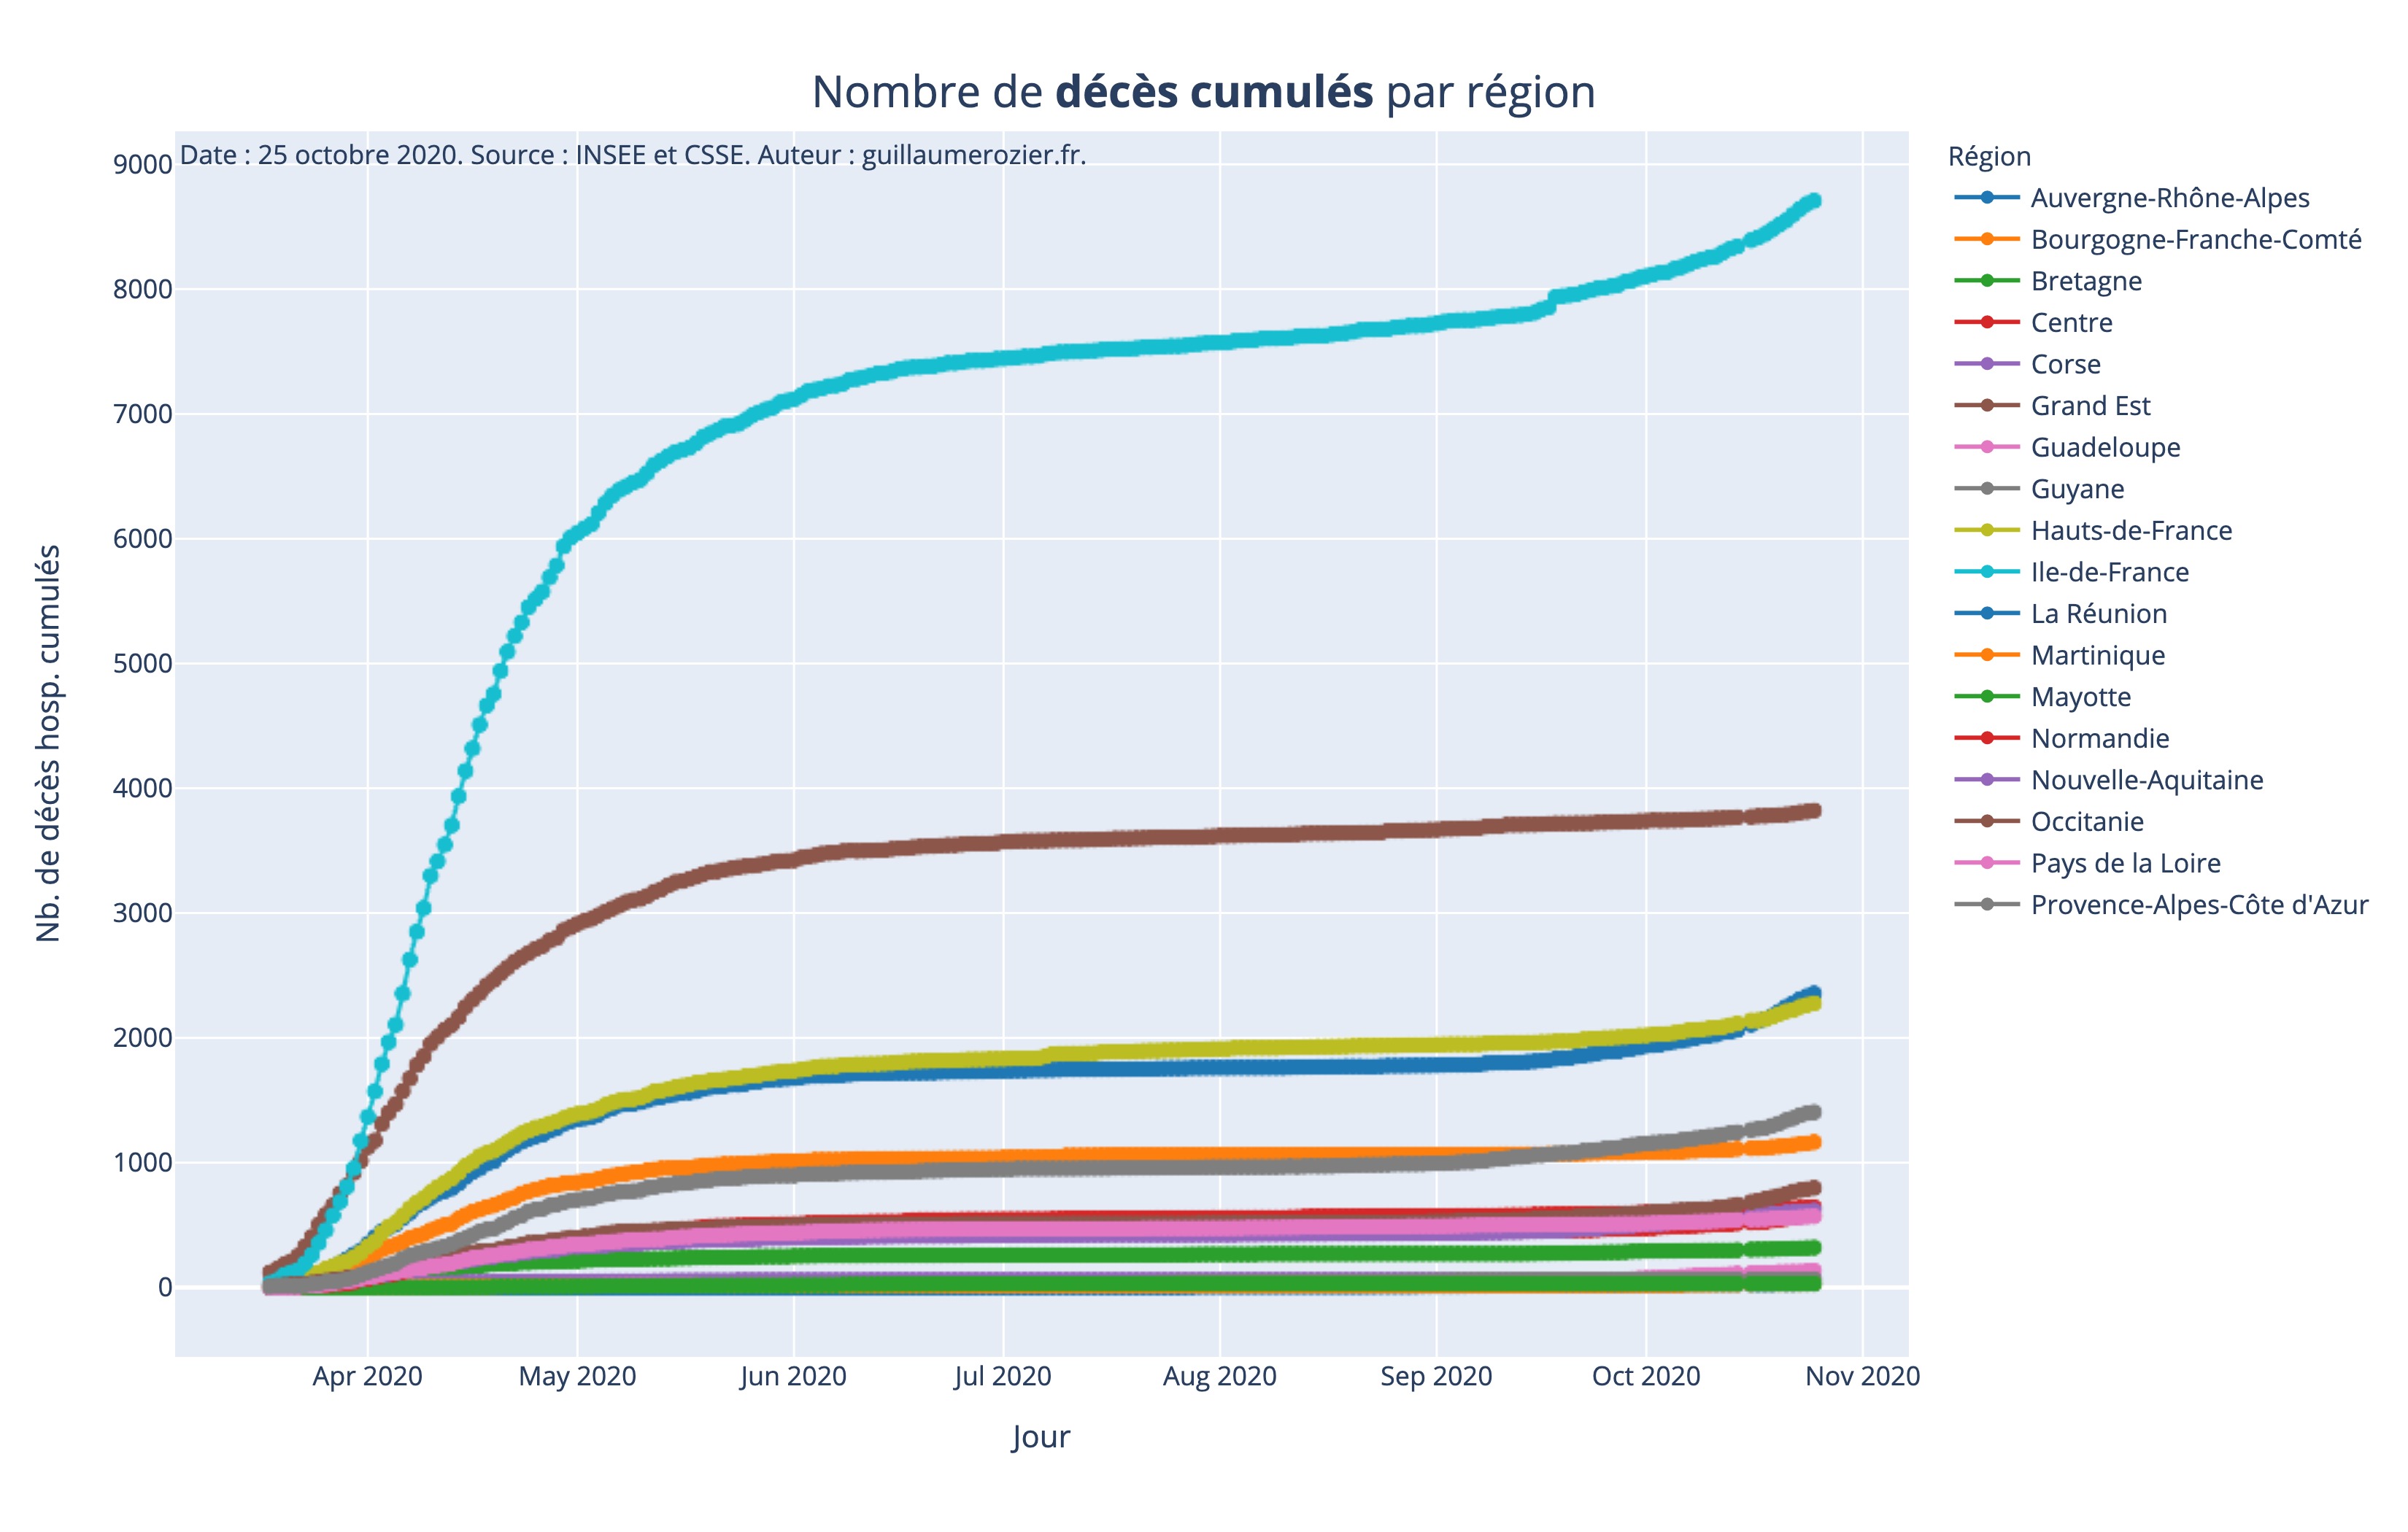 Nombre de décès cumulés par région
Date : 25 octobre 2020. Source : INSEE et CSSE. Auteur : guillaumerozier.fr.
Nb. de décès hosp. cumulés
9000
8000
7000
6000
5000
4000
3000
2000
1000
0
Apr 2020 May 2020 Jun 2020 Jul 2020 Aug 2020 Sep 2020 Oct 2020 Nov 2020
Jour
Région
Auvergne-Rhône-Alpes
Bourgogne-Franche-Comté
Bretagne
Centre
Corse
Grand Est
Guadeloupe
Guyane
Hauts-de-France
Ile-de-France
La Réunion
Martinique
Mayotte
Normandie
Nouvelle-Aquitaine
Occitanie
Pays de la Loire
Provence-Alpes-Côte d'Azur